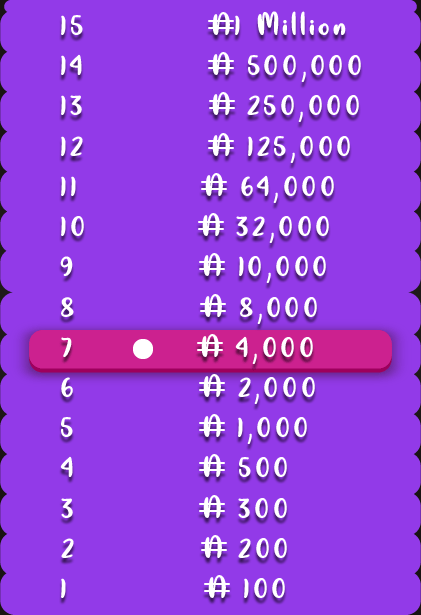 15 ₳1 Million
14 ₳ 500,000
13 ₳ 250,000
12 ₳ 125,000
11 ₳ 64,000
10 ₳ 32,000
9 ₳ 10,000
8 ₳ 8,000
7 ₳ 4,000
6 ₳ 2,000
5 ₳ 1,000
4 ₳ 500
3 ₳ 300
2 ₳ 200
1 ₳ 100